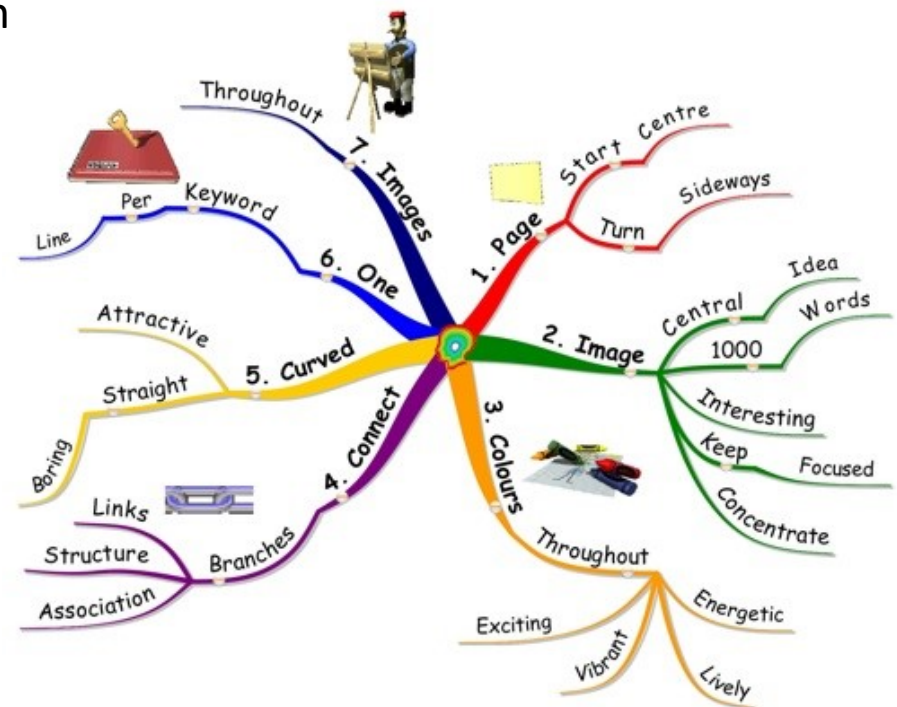 n
1. Page
Start
Centre
Turn
Sideways
2. Image
Central
Idea
1000
Words
Interesting
Keep
Focused
Concentrate
3. Colours
Throughout
Energetic
Lively
Vibrant
Exciting
4. Connect
Branches
Links
Structure
Association
5. Curved
Attractive
Straight
Boring
6. One
Keyword
Per
Line
7. Images
Throughout